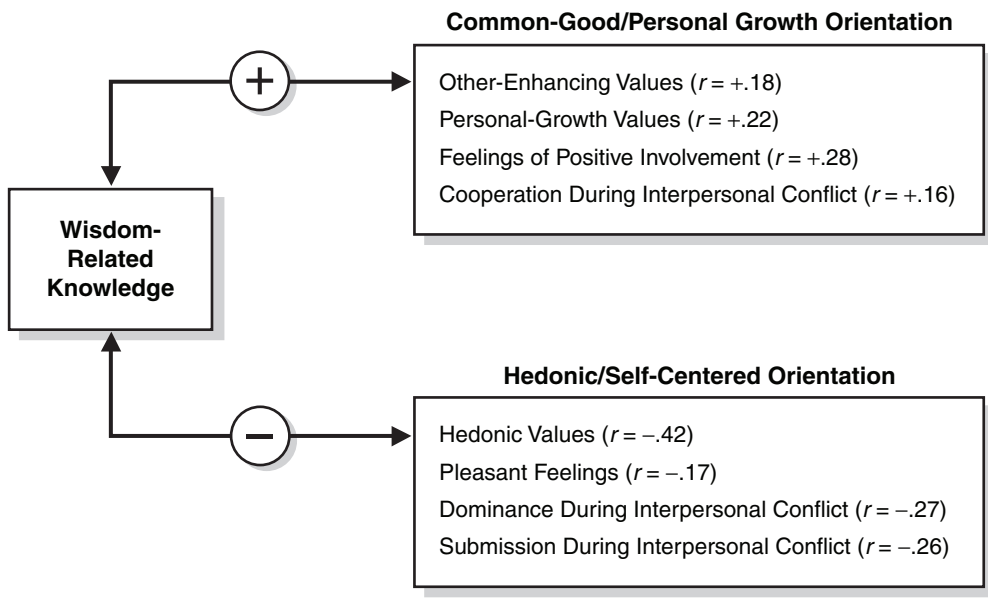 Common-Good/Personal Growth Orientation
+
Other-Enhancing Values (r = +.18)
Personal-Growth Values (r = +.22)
Feelings of Positive Involvement (r = +.28)
Cooperation During Interpersonal Conflict (r = +.16)
Wisdom-
Related
Knowledge
Hedonic/Self-Centered Orientation
−
Hedonic Values (r = −.42)
Pleasant Feelings (r = −.17)
Dominance During Interpersonal Conflict (r = −.27)
Submission During Interpersonal Conflict (r = −.26)